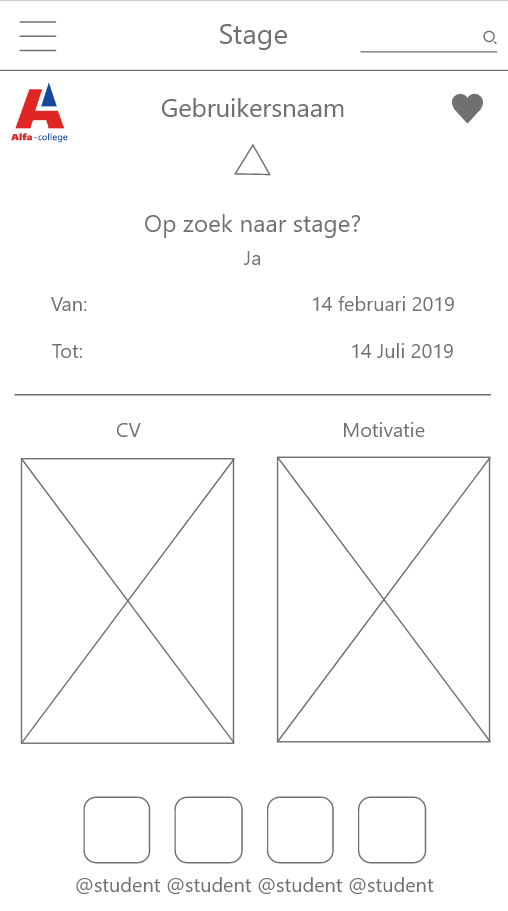 Stage
Gebruikersnaam
Alfa-college
Op zoek naar stage?
Ja
Van: 14 februari 2019
Tot: 14 Juli 2019
CV Motivatie
@student @student @student @student